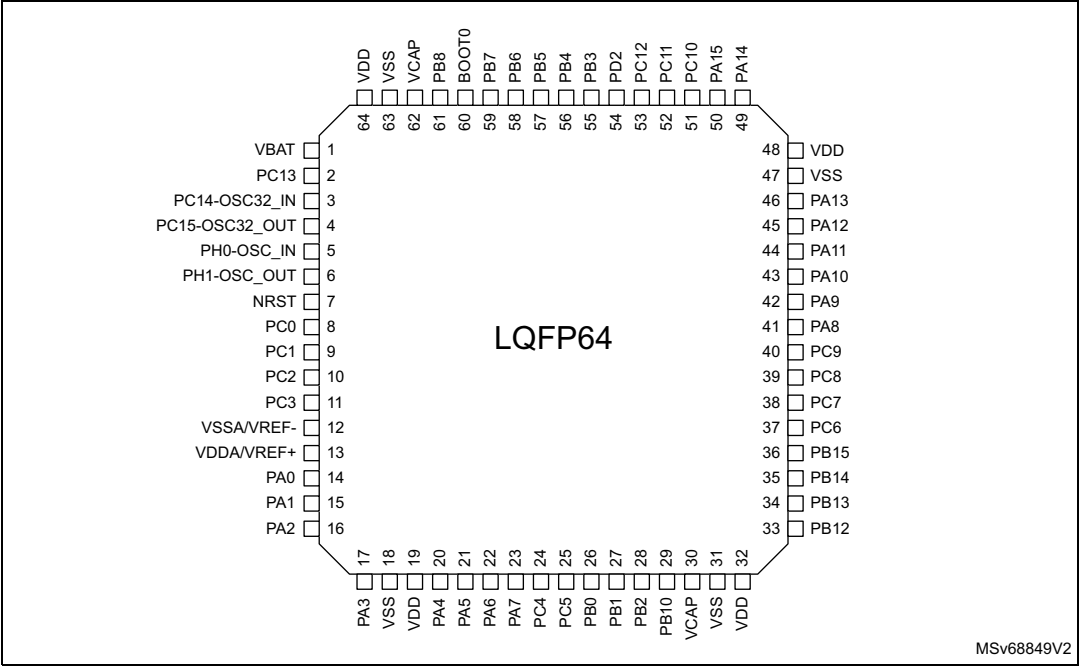 VDD VSS VCAP PB8 BOOT0 PB7 PB6 PB5 PB4 PB3 PD2 PC12 PC11 PC10 PA15 PA14
64 63 62 61 60 59 58 57 56 55 54 53 52 51 50 49
VBAT 1 48 VDD
PC13 2 47 VSS
PC14-OSC32_IN 3 46 PA13
PC15-OSC32_OUT 4 45 PA12
PH0-OSC_IN 5 44 PA11
PH1-OSC_OUT 6 43 PA10
NRST 7 42 PA9
PC0 8 41 PA8
LQFP64
PC1 9 40 PC9
PC2 10 39 PC8
PC3 11 38 PC7
VSSA/VREF- 12 37 PC6
VDDA/VREF+ 13 36 PB15
PA0 14 35 PB14
PA1 15 34 PB13
PA2 16 33 PB12
17 18 19 20 21 22 23 24 25 26 27 28 29 30 31 32
PA3 VSS VDD PA4 PA5 PA6 PA7 PC4 PC5 PB0 PB1 PB2 PB10 VCAP VSS VDD
MSv68849V2